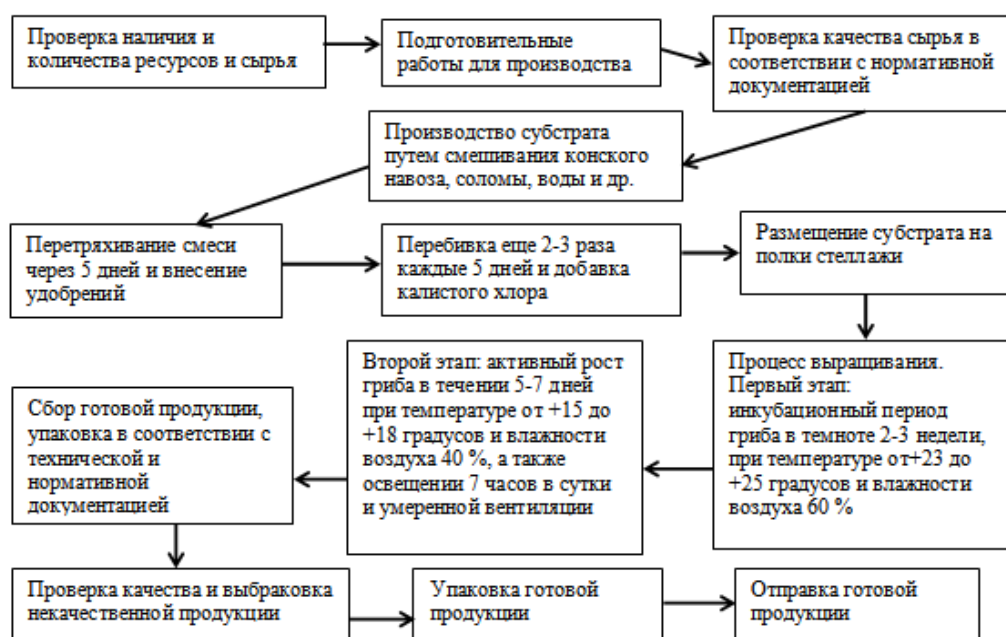 Проверка наличия и
количества ресурсов и сырья
Подготовительные
работы для производства
Проверка качества сырья в
соответствии с нормативной
документацией
Производство субстрата
путем смешивания конского
навоза, соломы, воды и др.
Перетряхивание смеси
через 5 дней и внесение
удобрений
Перебивка еще 2-3 раза
каждые 5 дней и добавка
калистого хлора
Размещение субстрата на
полки стеллажи
Процесс выращивания.
Первый этап:
инкубационный период
гриба в темноте 2-3 недели,
при температуре от+23 до
+25 градусов и влажности
воздуха 60 %
Второй этап: активный рост
гриба в течении 5-7 дней
при температуре от +15 до
+18 градусов и влажности
воздуха 40 %, а также
освещении 7 часов в сутки
и умеренной вентиляции
Сбор готовой продукции,
упаковка в соответствии с
технической и
нормативной
документацией
Проверка качества и выбраковка
некачественной продукции
Упаковка готовой
продукции
Отправка готовой
продукции